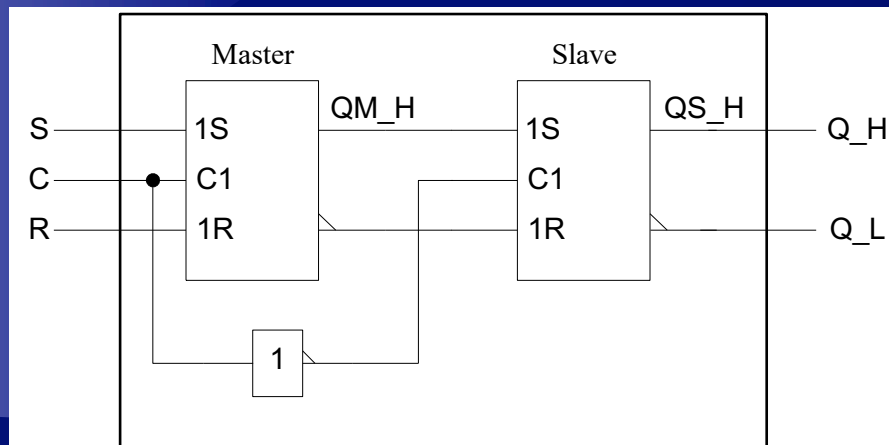 Master Slave
QM_H QS_H
S 1S 1S Q_H
C C1 C1
R 1R 1R Q_L
1